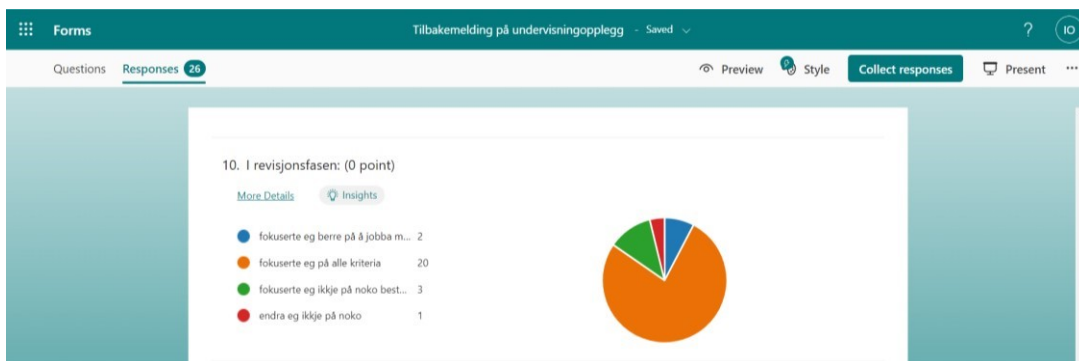 Forms
Tilbakemelding på undervisningopplegg - Saved
? IO
Questions Responses 26
Preview Style Collect responses Present ...
10. I revisjonsfasen: (0 point)
More Details Insights
fokuserte eg berre på å jobba m... 2
fokuserte eg på alle kriteria 20
fokuserte eg ikkje på noko best... 3
endra eg ikkje på noko 1